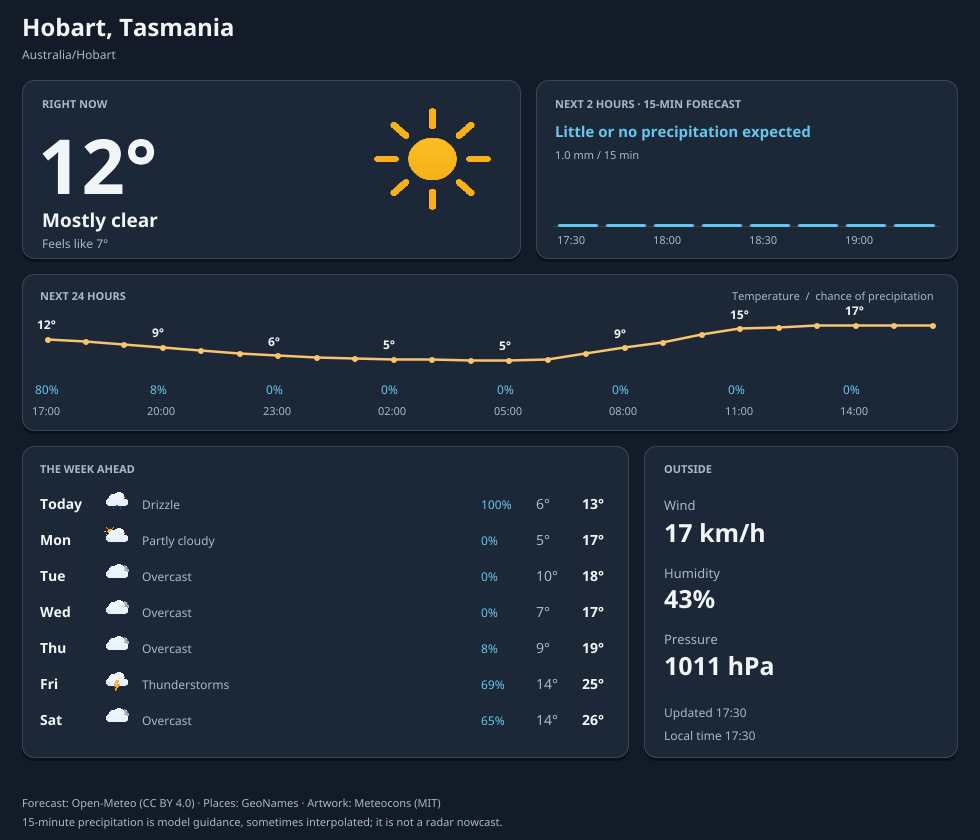 Hobart, Tasmania
Australia/Hobart
RIGHT NOW
12°
Mostly clear
Feels like 7°
NEXT 2 HOURS · 15-MIN FORECAST
Little or no precipitation expected
1.0 mm / 15 min
17:30 18:00 18:30 19:00
NEXT 24 HOURS
Temperature / chance of precipitation
12° 9° 6° 5° 5° 9° 15° 17°
80% 8% 0% 0% 0% 0% 0% 0%
17:00 20:00 23:00 02:00 05:00 08:00 11:00 14:00
THE WEEK AHEAD
Today Drizzle 100% 6° 13°
Mon Partly cloudy 0% 5° 17°
Tue Overcast 0% 10° 18°
Wed Overcast 0% 7° 17°
Thu Overcast 8% 9° 19°
Fri Thunderstorms 69% 14° 25°
Sat Overcast 65% 14° 26°
OUTSIDE
Wind
17 km/h
Humidity
43%
Pressure
1011 hPa
Updated 17:30
Local time 17:30
Forecast: Open-Meteo (CC BY 4.0) · Places: GeoNames · Artwork: Meteocons (MIT)
15-minute precipitation is model guidance, sometimes interpolated; it is not a radar nowcast.